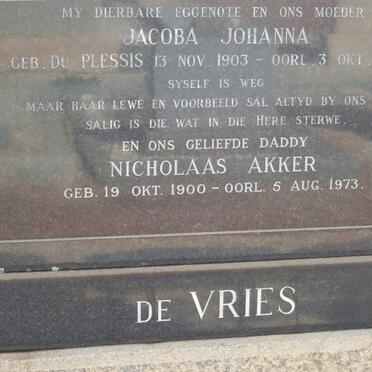 MY DIERBARE EGGENOTE EN ONS MOEDER
JACOBA JOHANNA
GEB. DU PLESSIS 13 NOV. 1903 – OORL. 3 OKT.
SYSELF IS WEG
MAAR HAAR LEWE EN VOORBEELD SAL ALTYD BY ONS
SALIG IS DIE WAT IN DIE HERE STERWE.
EN ONS GELIEFDE DADDY
NICHOLAAS AKKER
GEB. 19 OKT. 1900 – OORL. 5 AUG. 1973.
DE VRIES